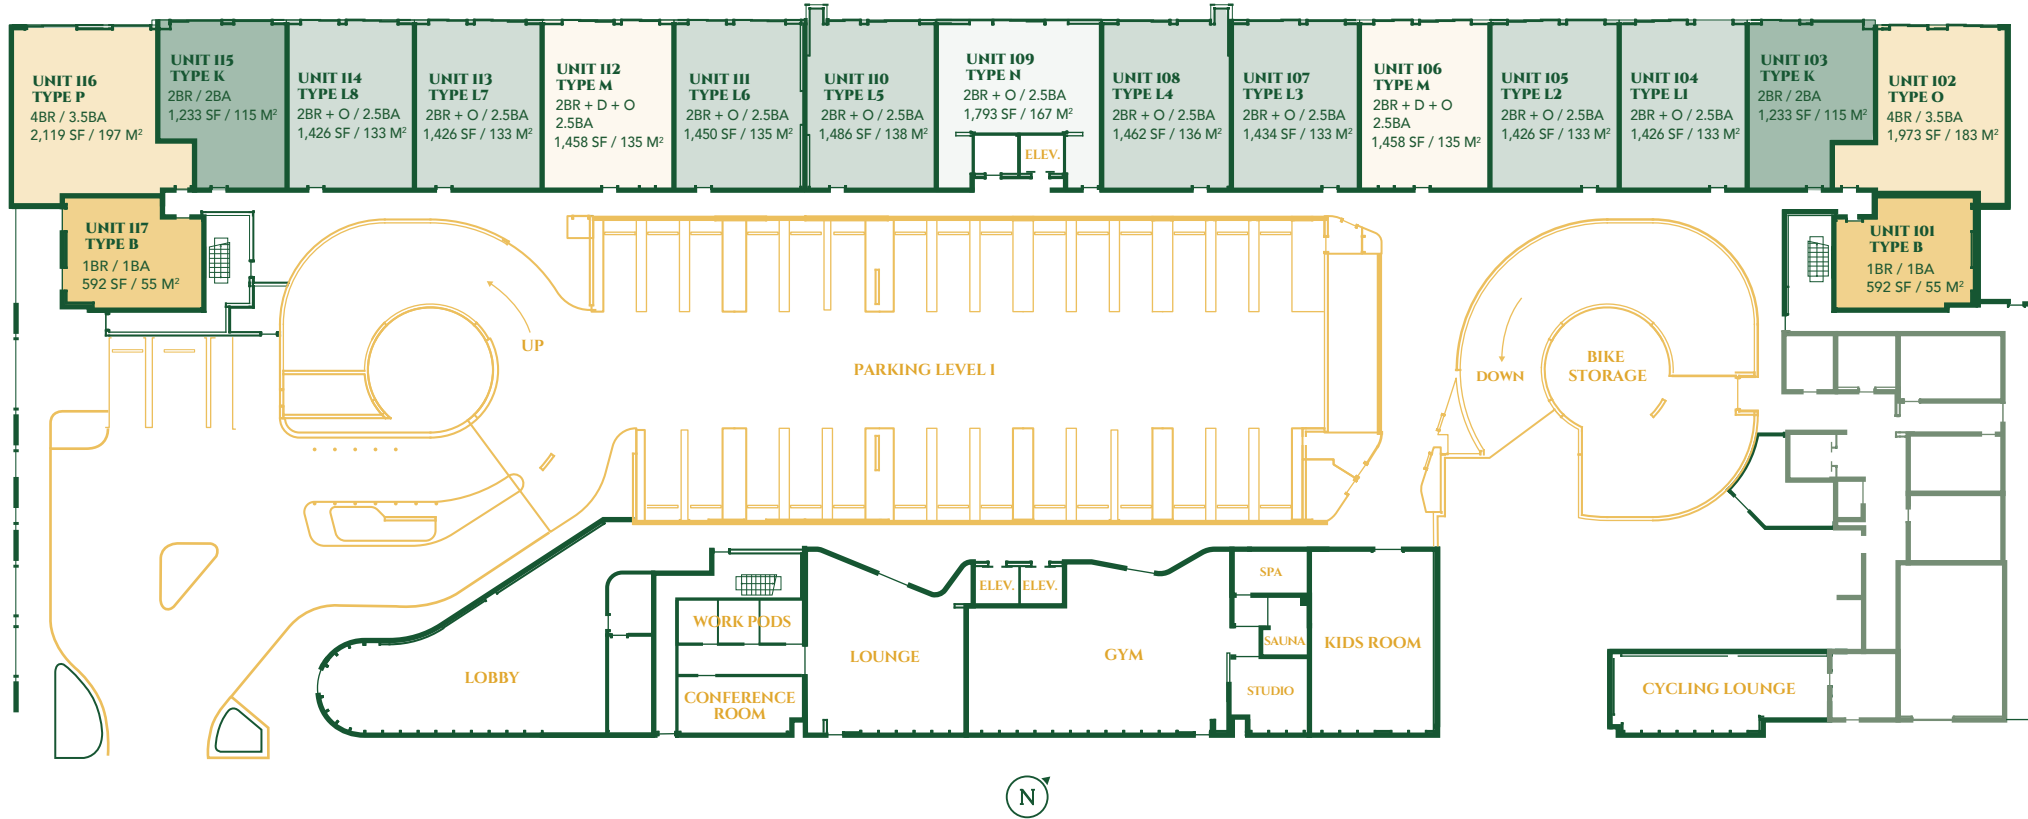 UNIT 116
TYPE P
4BR / 3.5BA
2,119 SF / 197 M²
UNIT 115
TYPE K
2BR / 2BA
1,233 SF / 115 M²
UNIT 114
TYPE L8
2BR + O / 2.5BA
1,426 SF / 133 M²
UNIT 113
TYPE L7
2BR + O / 2.5BA
1,426 SF / 133 M²
UNIT 112
TYPE M
2BR + D + O
2.5BA
1,458 SF / 135 M²
UNIT 111
TYPE L6
2BR + O / 2.5BA
1,450 SF / 135 M²
UNIT 110
TYPE L5
2BR + O / 2.5BA
1,486 SF / 138 M²
UNIT 109
TYPE N
2BR + O / 2.5BA
1,793 SF / 167 M²
ELEV.
UNIT 108
TYPE L4
2BR + O / 2.5BA
1,462 SF / 136 M²
UNIT 107
TYPE L3
2BR + O / 2.5BA
1,434 SF / 133 M²
UNIT 106
TYPE M
2BR + D + O
2.5BA
1,458 SF / 135 M²
UNIT 105
TYPE L2
2BR + O / 2.5BA
1,426 SF / 133 M²
UNIT 104
TYPE L1
2BR + O / 2.5BA
1,426 SF / 133 M²
UNIT 103
TYPE K
2BR / 2BA
1,233 SF / 115 M²
UNIT 102
TYPE O
4BR / 3.5BA
1,973 SF / 183 M²
UNIT 117
TYPE B
1BR / 1BA
592 SF / 55 M²
UNIT 101
TYPE B
1BR / 1BA
592 SF / 55 M²
UP
PARKING LEVEL 1
DOWN
BIKE
STORAGE
LOBBY
WORK PODS
CONFERENCE
ROOM
LOUNGE
ELEV.
ELEV.
GYM
SPA
SAUNA
STUDIO
KIDS ROOM
CYCLING LOUNGE
N